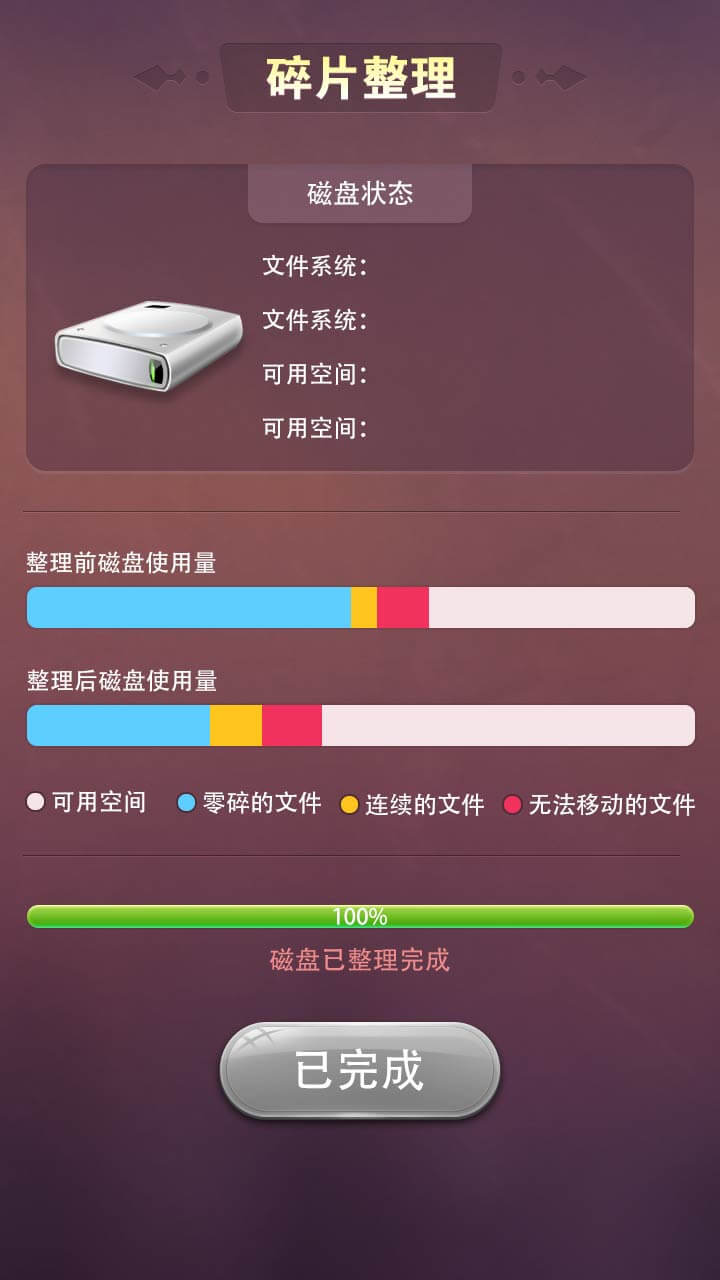 碎片整理
磁盘状态
文件系统：
文件系统：
可用空间：
可用空间：
整理前磁盘使用量
整理后磁盘使用量
可用空间 零碎的文件 连续的文件 无法移动的文件
100%
磁盘已整理完成
已完成